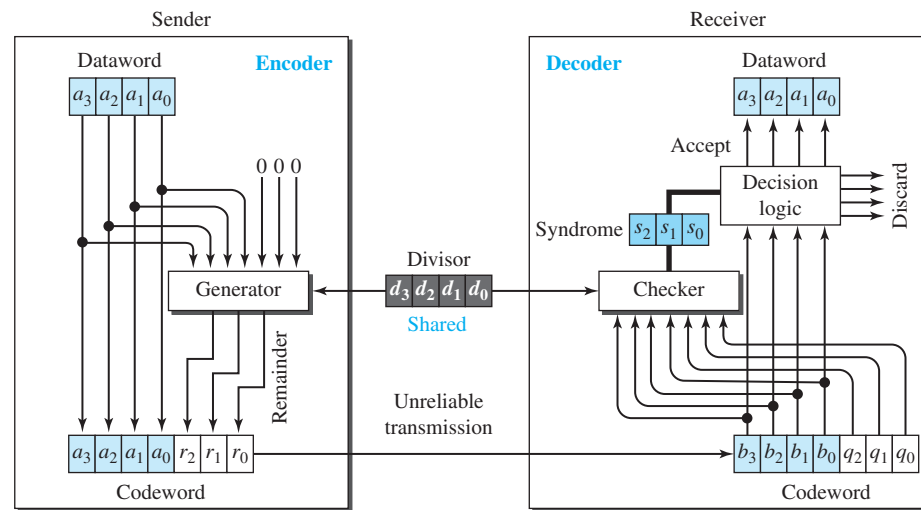 Sender
Receiver
Encoder
Dataword
a3 a2 a1 a0
0 0 0
Generator
Remainder
a3 a2 a1 a0 r2 r1 r0
Codeword
Divisor
d3 d2 d1 d0
Shared
Unreliable
transmission
Decoder
Dataword
a3 a2 a1 a0
Accept
Decision
logic
Discard
Syndrome
s2 s1 s0
Checker
b3 b2 b1 b0 q2 q1 q0
Codeword